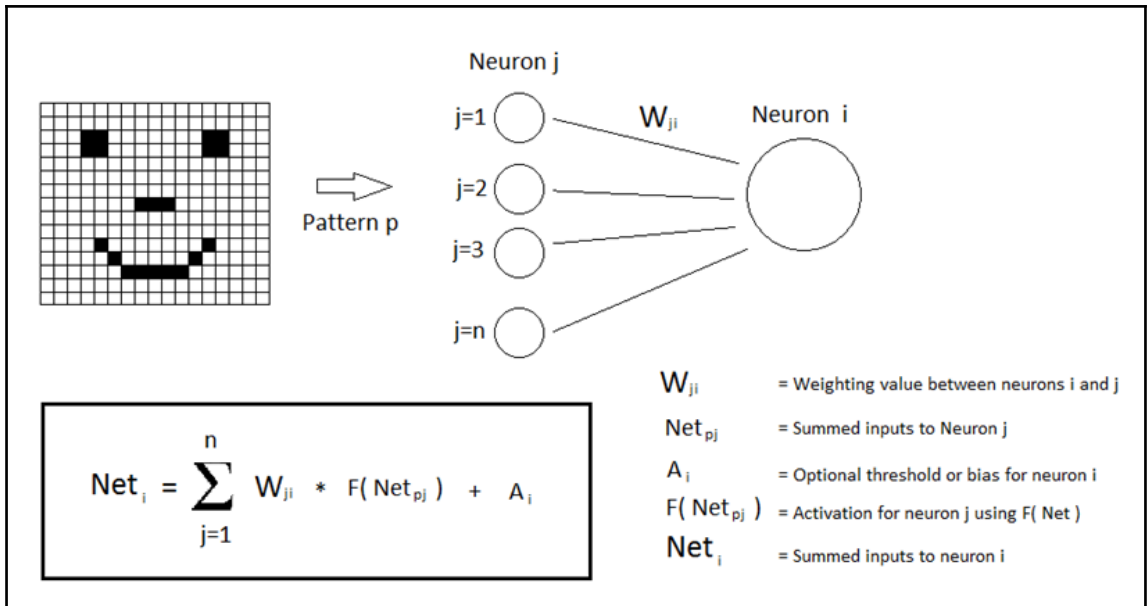 Neuron j
j=1
W ji
Neuron i
j=2
Pattern p
j=3
j=n
n
Net i = ∑ W ji * F( Net pj ) + A i
j=1
W ji = Weighting value between neurons i and j
Net pj = Summed inputs to Neuron j
A i = Optional threshold or bias for neuron i
F( Net pj ) = Activation for neuron j using F( Net )
Net i = Summed inputs to neuron i